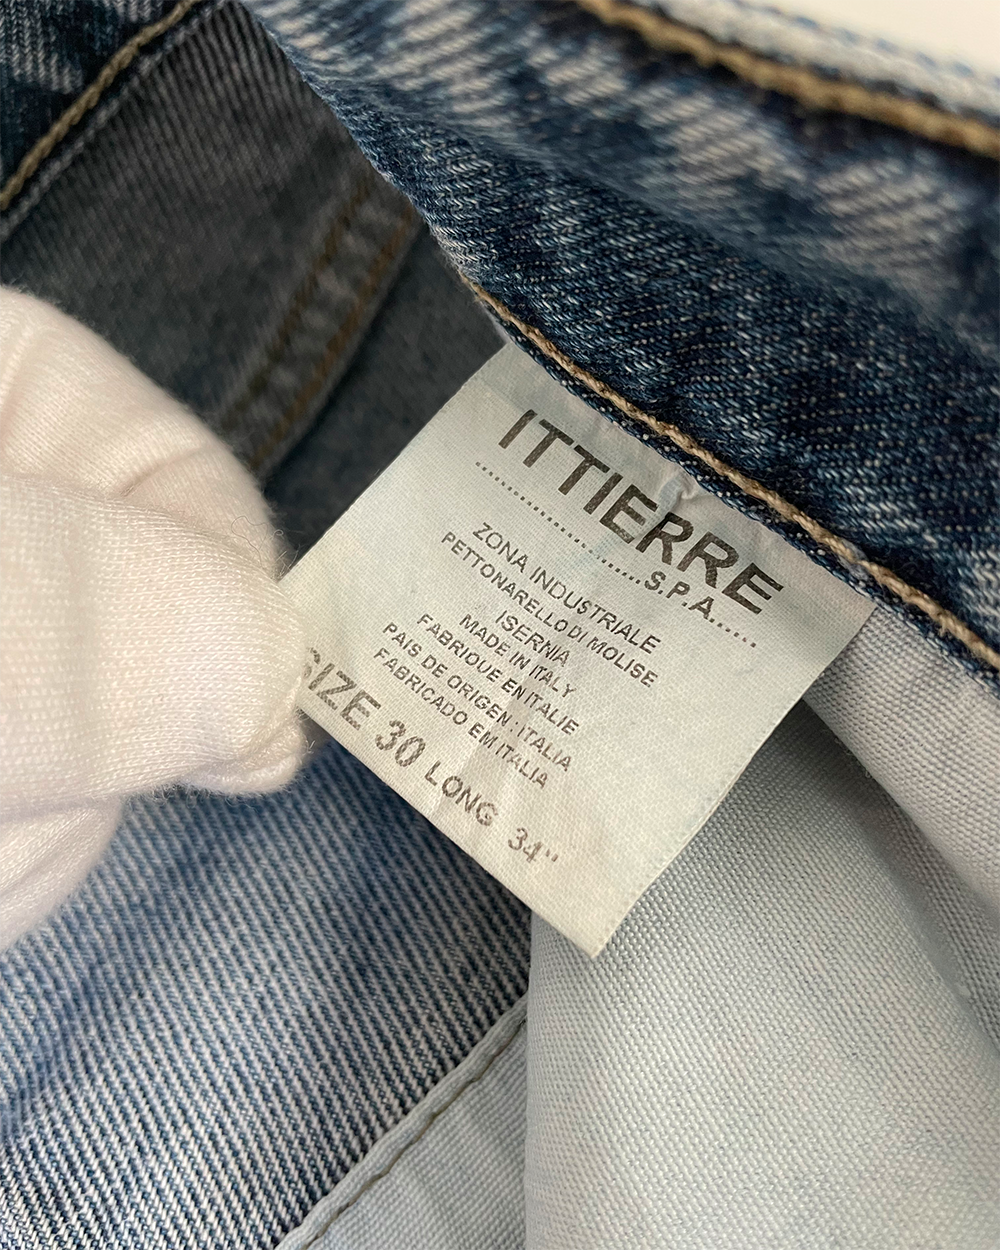 ITTIERRE
....................S.P.A......
ZONA INDUSTRIALE
PETTONARELLO DI MOLISE
ISERNIA
MADE IN ITALY
FABRIQUE EN ITALIE
PAIS DE ORIGEN : ITALIA
FABRICADO EM ITALIA
SIZE 30 LONG 34"